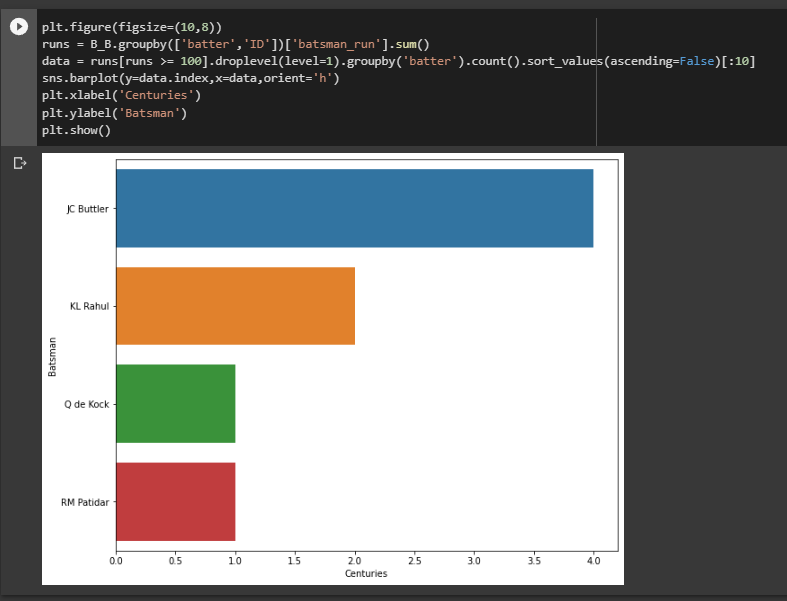 plt.figure(figsize=(10,8))
runs = B_B.groupby(['batter','ID'])['batsman_run'].sum()
data = runs[runs >= 100].droplevel(level=1).groupby('batter').count().sort_values(ascending=False)[:10]
sns.barplot(y=data.index,x=data,orient='h')
plt.xlabel('Centuries')
plt.ylabel('Batsman')
plt.show()
Batsman
JC Buttler
KL Rahul
Q de Kock
RM Patidar
0.0 0.5 1.0 1.5 2.0 2.5 3.0 3.5 4.0
Centuries